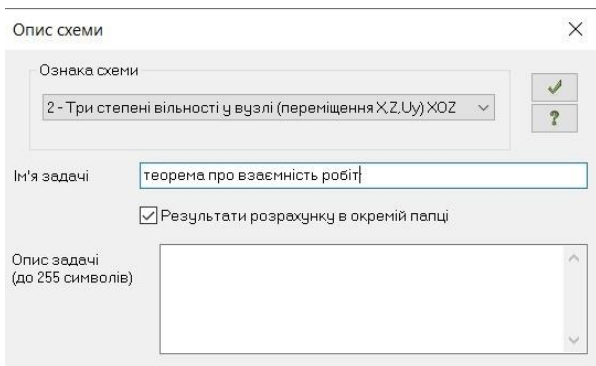 Опис схеми
Ознака схеми
2 - Три степені вільності у вузлі (переміщення X,Z,Uy) XOZ
?
Ім'я задачі
теорема про взаємність робіт
Результати розрахунку в окремій папці
Опис задачі
(до 255 символів)